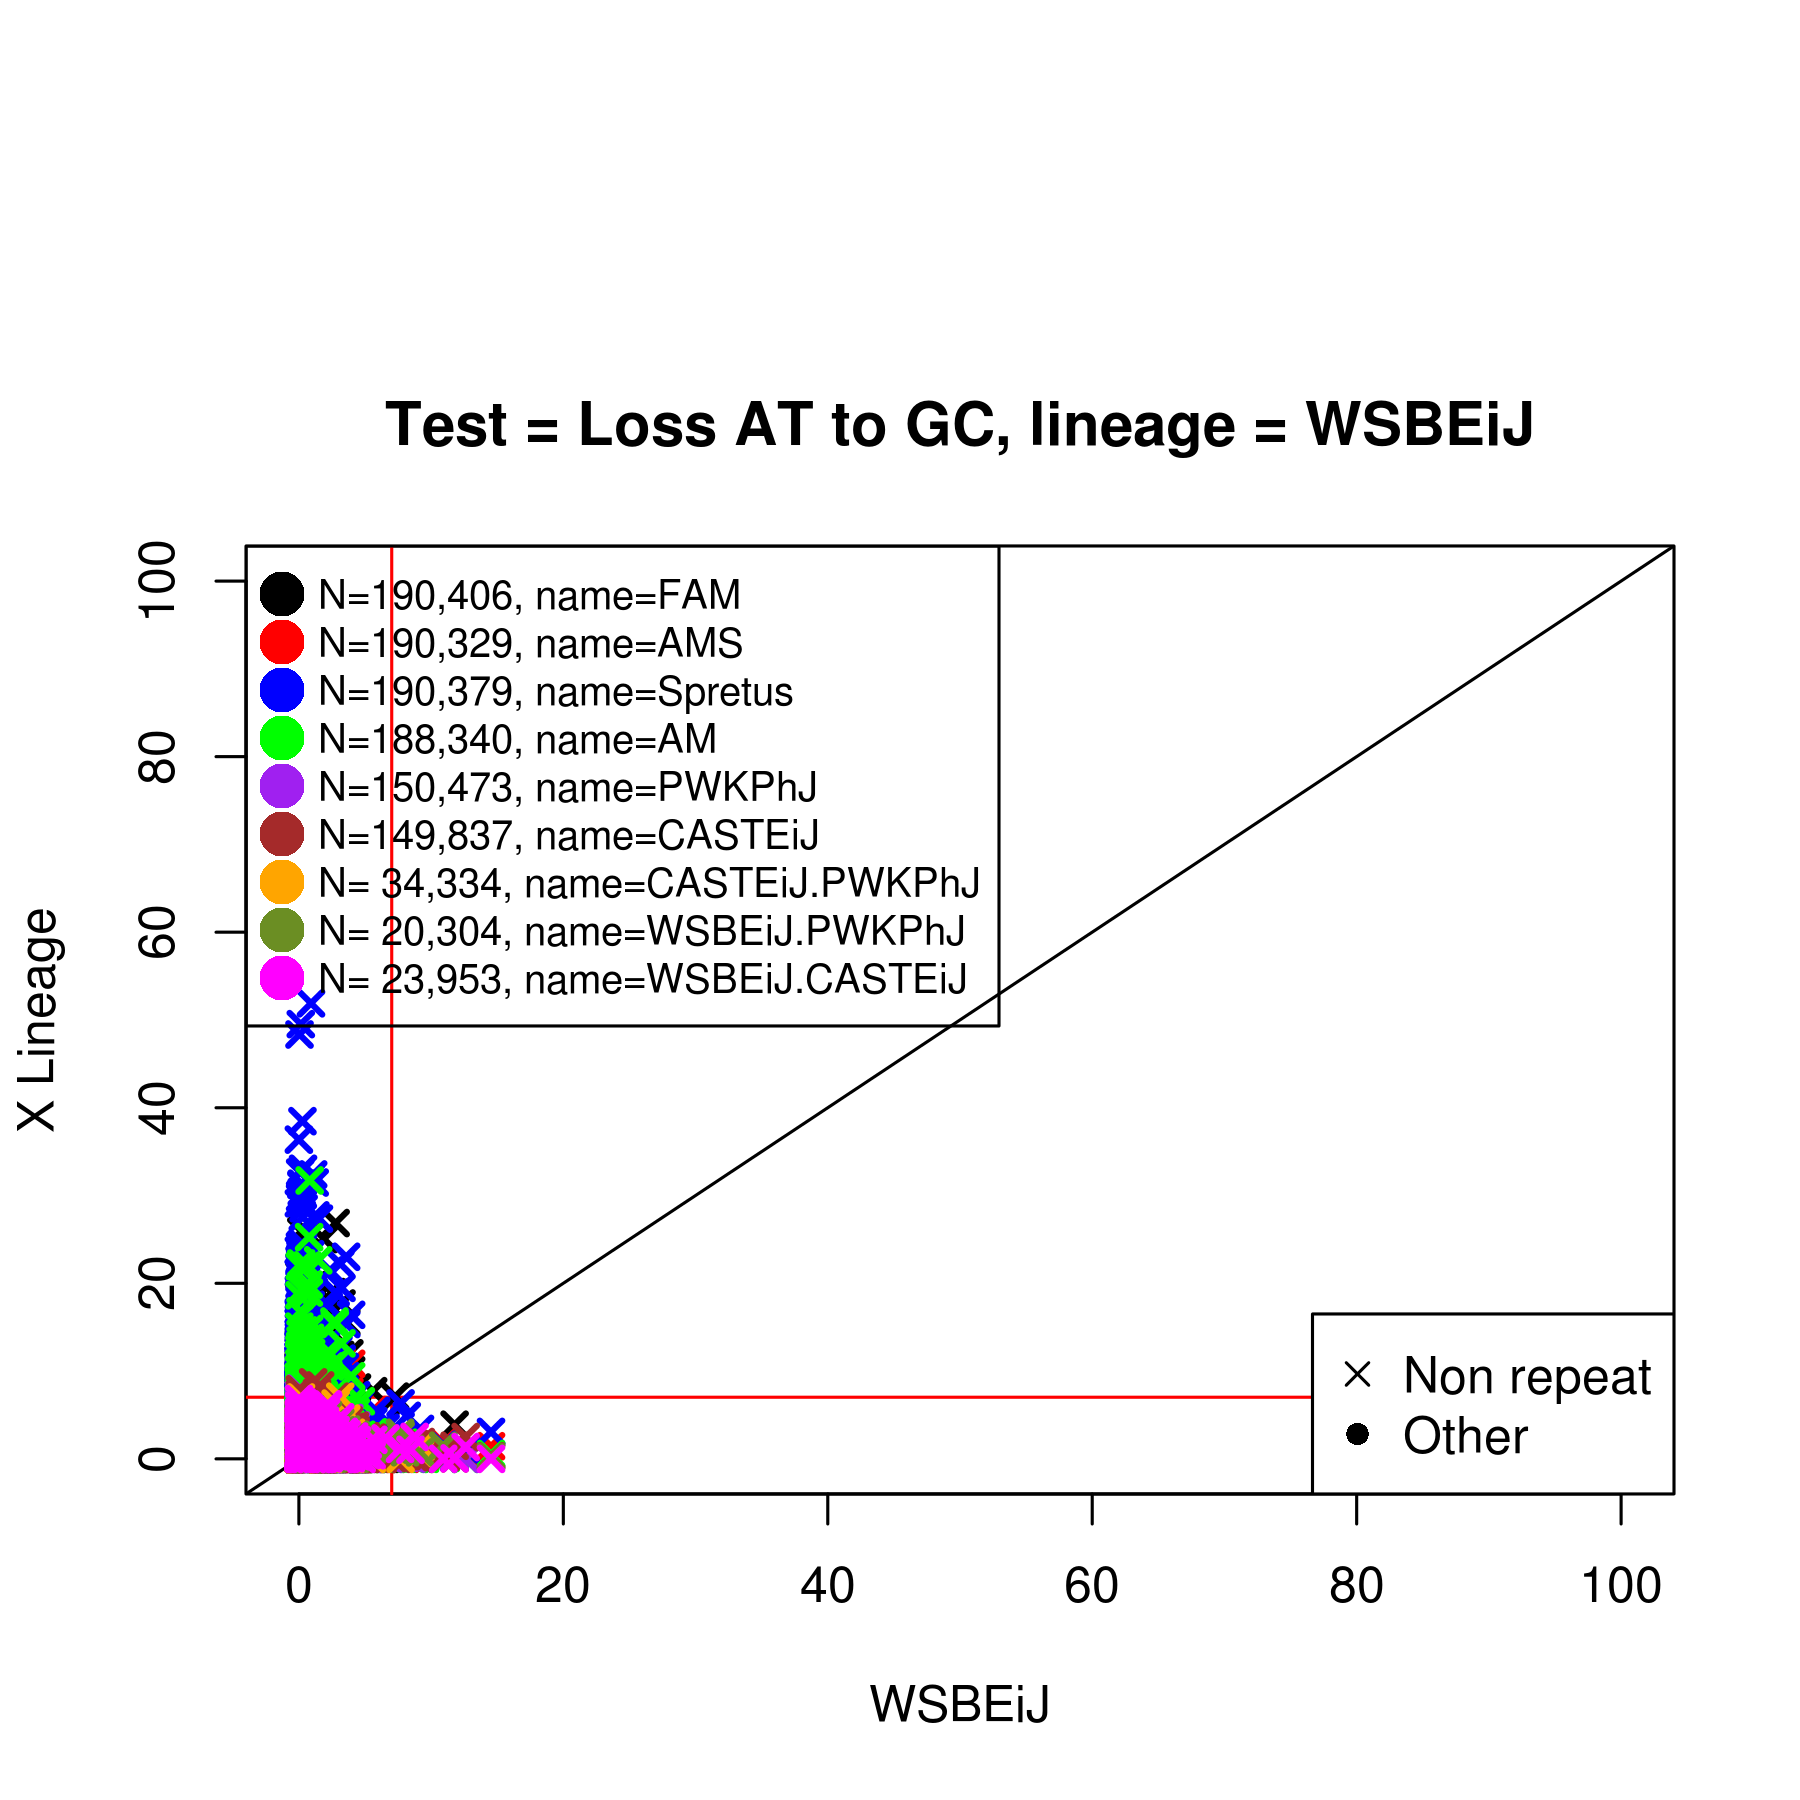 Test = Loss AT to GC, lineage = WSBEiJ
N=190,406, name=FAM
N=190,329, name=AMS
N=190,379, name=Spretus
N=188,340, name=AM
N=150,473, name=PWKPhJ
N=149,837, name=CASTEiJ
N= 34,334, name=CASTEiJ.PWKPhJ
N= 20,304, name=WSBEiJ.PWKPhJ
N= 23,953, name=WSBEiJ.CASTEiJ
X Lineage
100
80
60
40
20
0
Non repeat
Other
0 20 40 60 80 100
WSBEiJ